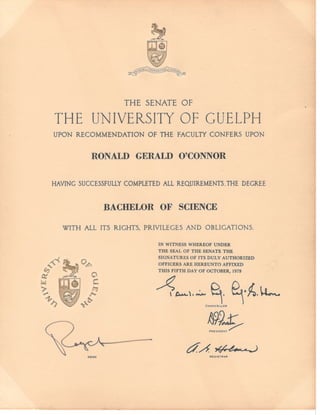 THE SENATE OF
THE UNIVERSITY OF GUELPH
UPON RECOMMENDATION OF THE FACULTY CONFERS UPON
RONALD GERALD O'CONNOR
HAVING SUCCESSFULLY COMPLETED ALL REQUIREMENTS THE DEGREE
BACHELOR OF SCIENCE
WITH ALL ITS RIGHTS, PRIVILEGES AND OBLIGATIONS.
IN WITNESS WHEREOF UNDER
THE SEAL OF THE SENATE THE
SIGNATURES OF ITS DULY AUTHORIZED
OFFICERS ARE HEREUNTO AFFIXED
THIS FIFTH DAY OF OCTOBER, 1979
UNIVERSITY OF GUELPH
CHANCELLOR
PRESIDENT
DEAN
REGISTRAR